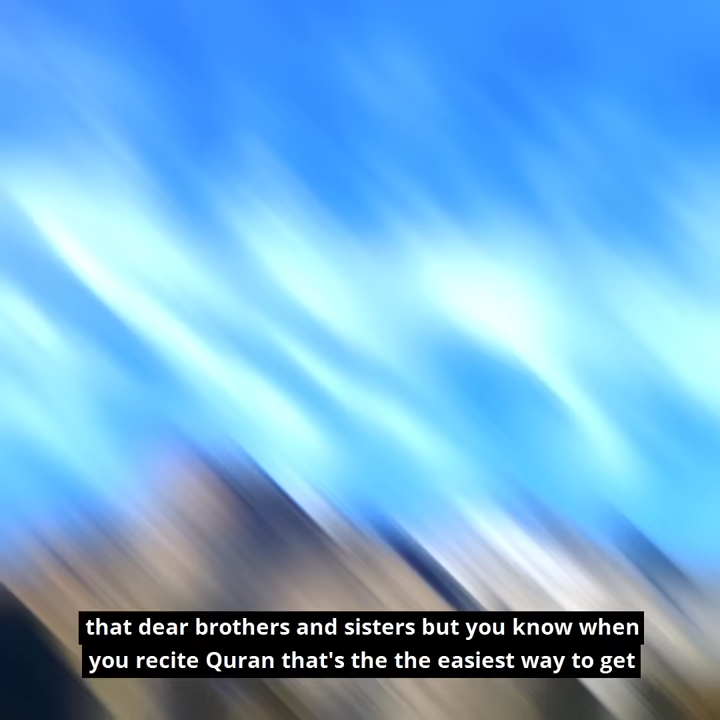 that dear brothers and sisters but you know when
you recite Quran that's the the easiest way to get